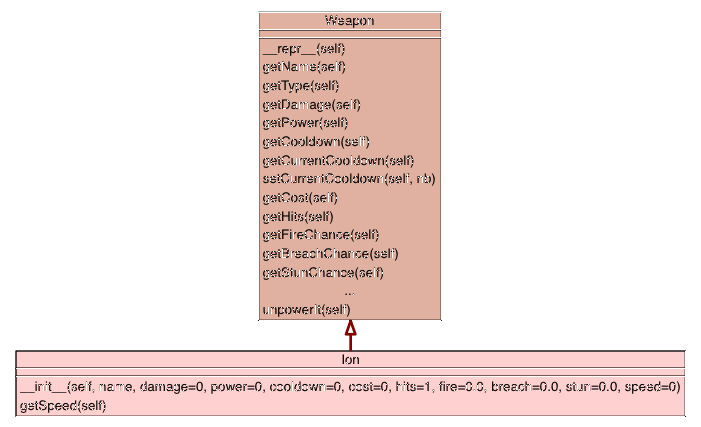 Weapon
__repr__(self)
getName(self)
getType(self)
getDamage(self)
getPower(self)
getCooldown(self)
getCurrentCooldown(self)
setCurrentCooldown(self, nb)
getCost(self)
getHits(self)
getFireChance(self)
getBreachChance(self)
getStunChance(self)
...
unpowerIt(self)
Ion
__init__(self, name, damage=0, power=0, cooldown=0, cost=0, hits=1, fire=0.0, breach=0.0, stun=0.0, speed=0)
getSpeed(self)